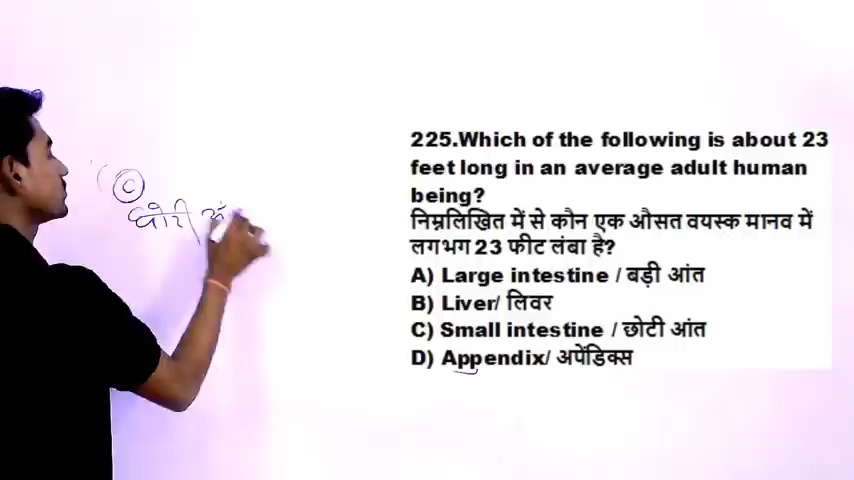 C
छोटी आं
225.Which of the following is about 23
feet long in an average adult human
being?
निम्नलिखित में से कौन एक औसत वयस्क मानव में
लगभग 23 फीट लंबा है?
A) Large intestine / बड़ी आंत
B) Liver/ लिवर
C) Small intestine / छोटी आंत
D) Appendix/ अपेंडिक्स